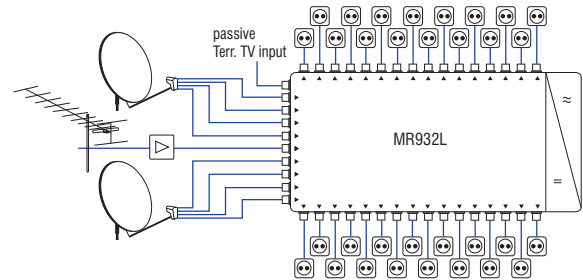 passive
Terr. TV input
MR932L
≈
=